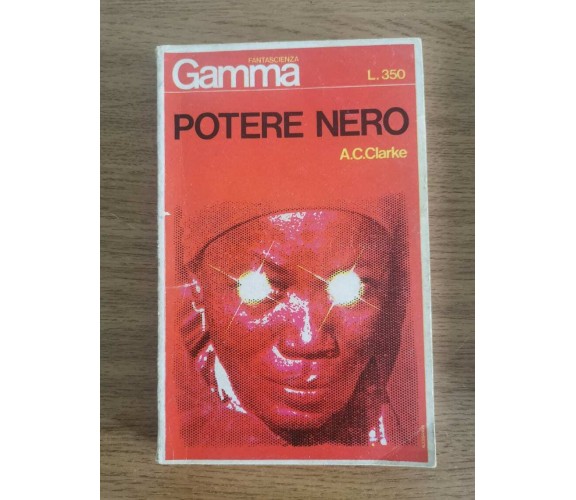 FANTASCIENZA
Gamma
L. 350
POTERE NERO
A.C.Clarke